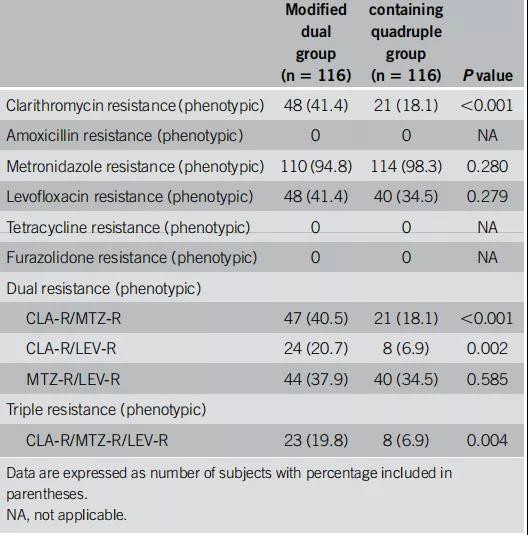 Modified dual group (n = 116) containing quadruple group (n = 116) P value
Clarithromycin resistance (phenotypic) 48 (41.4) 21 (18.1) <0.001
Amoxicillin resistance (phenotypic) 0 0 NA
Metronidazole resistance (phenotypic) 110 (94.8) 114 (98.3) 0.280
Levofloxacin resistance (phenotypic) 48 (41.4) 40 (34.5) 0.279
Tetracycline resistance (phenotypic) 0 0 NA
Furazolidone resistance (phenotypic) 0 0 NA
Dual resistance (phenotypic)
CLA-R/MTZ-R 47 (40.5) 21 (18.1) <0.001
CLA-R/LEV-R 24 (20.7) 8 (6.9) 0.002
MTZ-R/LEV-R 44 (37.9) 40 (34.5) 0.585
Triple resistance (phenotypic)
CLA-R/MTZ-R/LEV-R 23 (19.8) 8 (6.9) 0.004
Data are expressed as number of subjects with percentage included in
parentheses.
NA, not applicable.